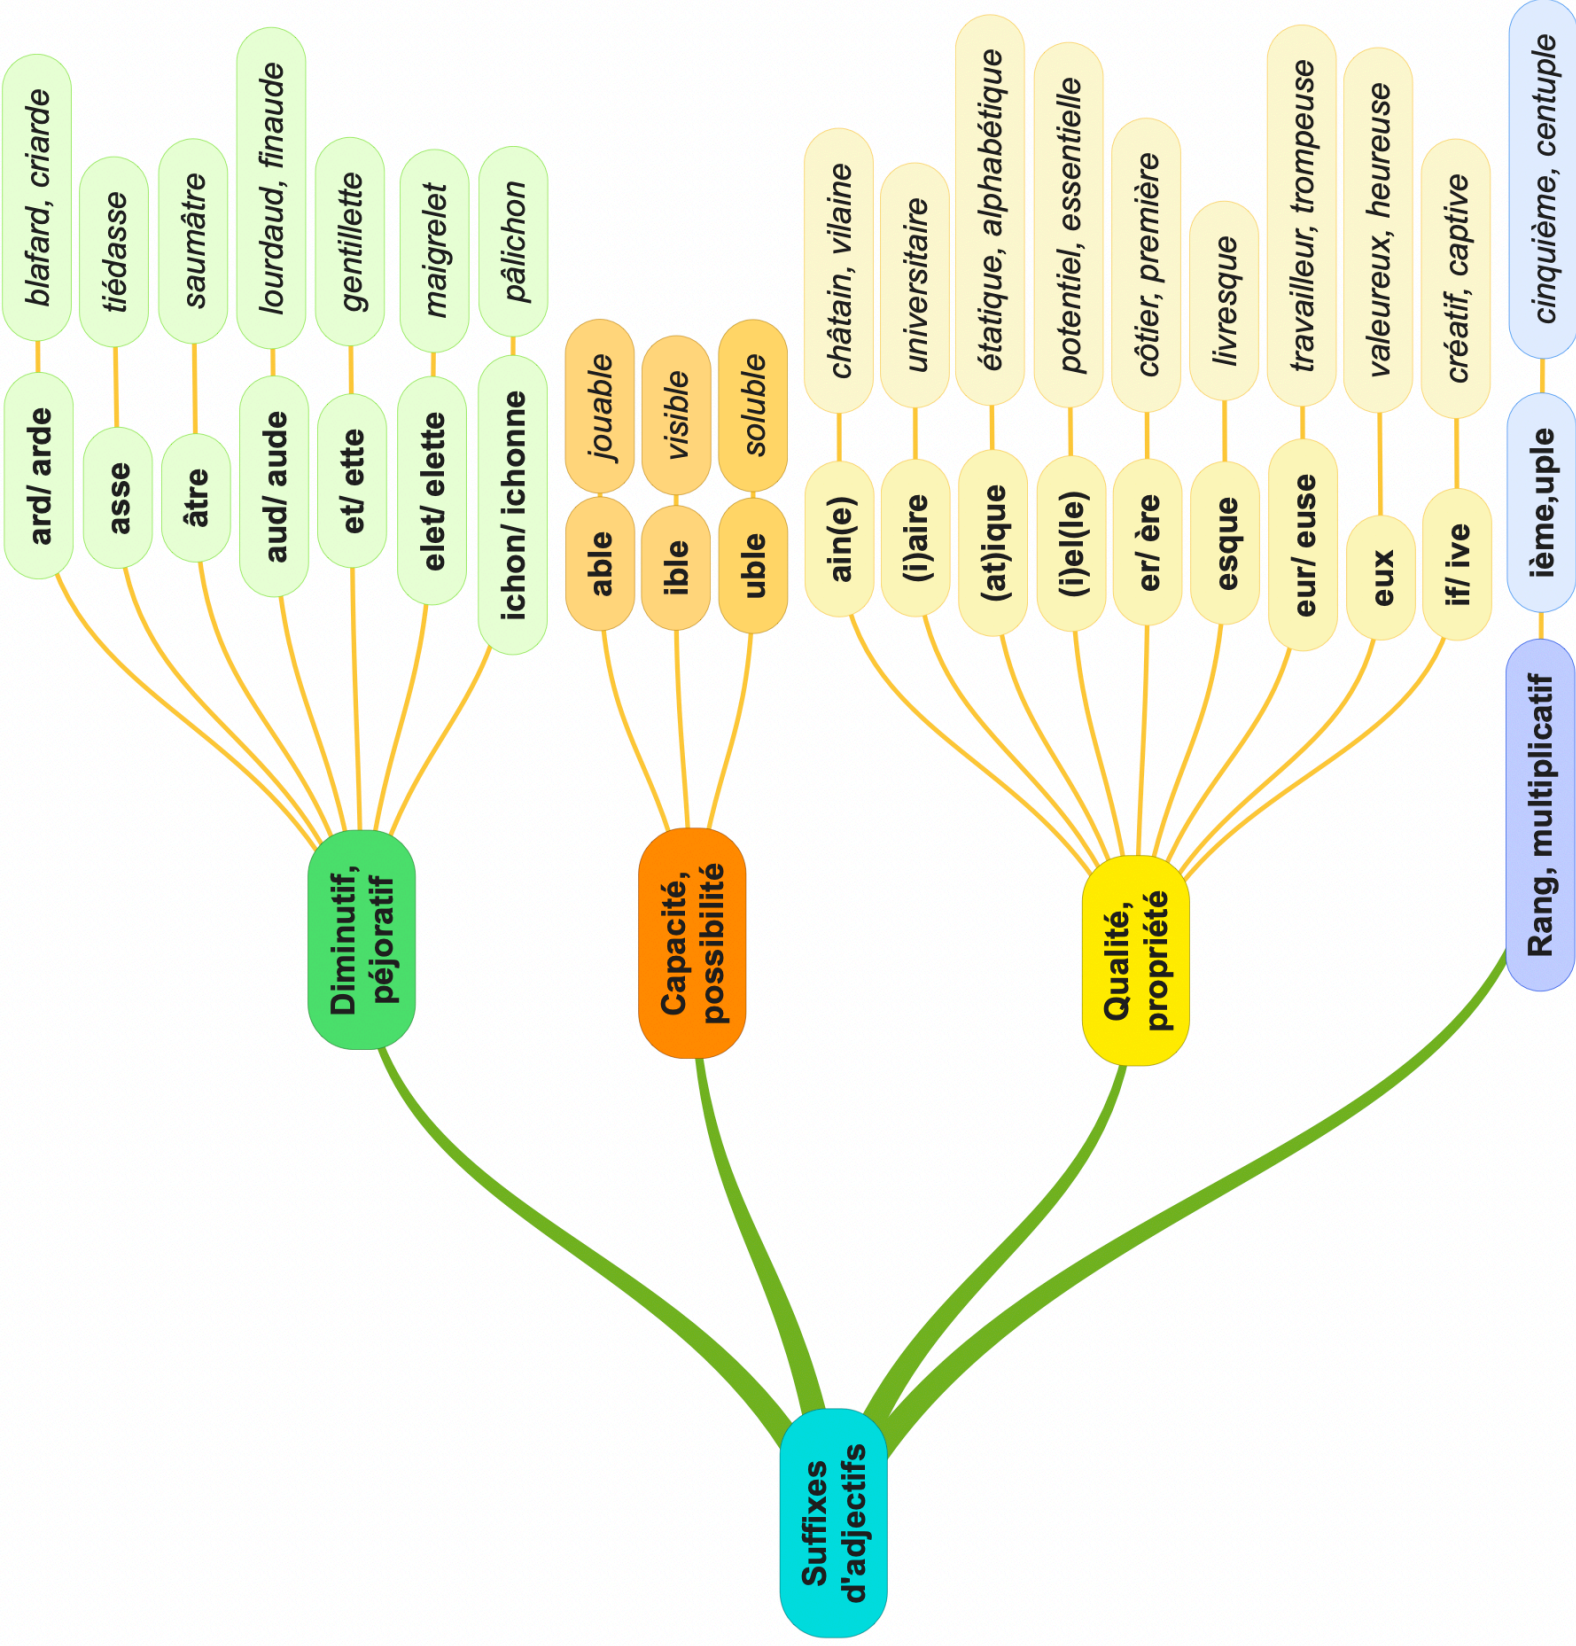 Suffixes
d'adjectifs
Diminutif,
péjoratif
ard/ arde
blafard, criarde
asse
tiédasse
âtre
saumâtre
aud/ aude
lourdaud, finaude
et/ ette
gentillette
elet/ elette
maigrelet
ichon/ ichonne
pâlichon
Capacité,
possibilité
able
jouable
ible
visible
uble
soluble
Qualité,
propriété
ain(e)
châtain, vilaine
(i)aire
universitaire
(at)ique
étatique, alphabétique
(i)el(le)
potentiel, essentielle
er/ ère
côtier, première
esque
livresque
eur/ euse
travailleur, trompeuse
eux
valeureux, heureuse
if/ ive
créatif, captive
Rang, multiplicatif
ième,uple
cinquième, centuple